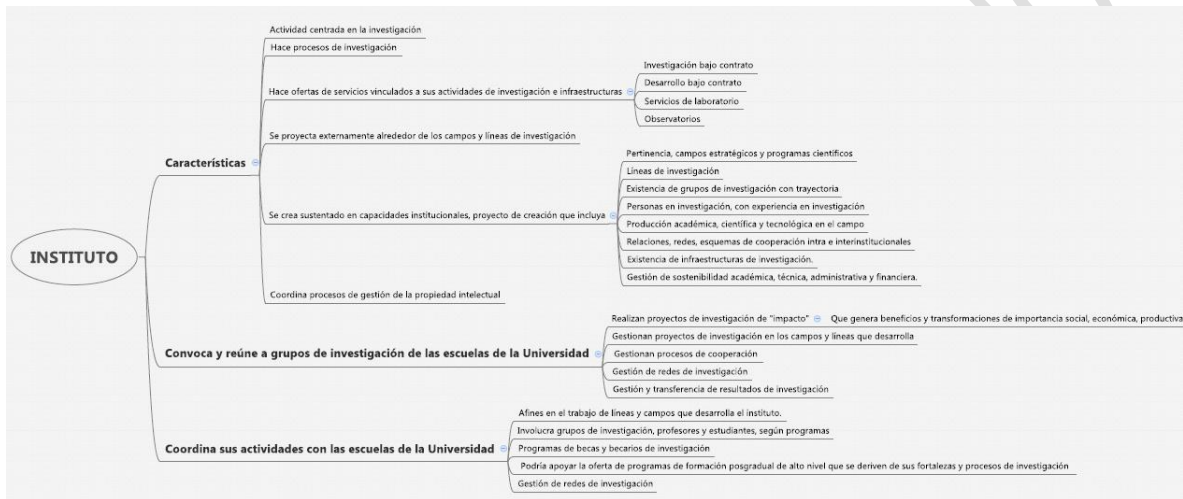 INSTITUTO
Características
Actividad centrada en la investigación
Hace procesos de investigación
Hace ofertas de servicios vinculados a sus actividades de investigación e infraestructuras
Investigación bajo contrato
Desarrollo bajo contrato
Servicios de laboratorio
Observatorios
Se proyecta externamente alrededor de los campos y líneas de investigación
Se crea sustentado en capacidades institucionales, proyecto de creación que incluya
Pertinencia, campos estratégicos y programas científicos
Líneas de investigación
Existencia de grupos de investigación con trayectoria
Personas en investigación, con experiencia en investigación
Producción académica, científica y tecnológica en el campo
Relaciones, redes, esquemas de cooperación intra e interinstitucionales
Existencia de infraestructuras de investigación.
Gestión de sostenibilidad académica, técnica, administrativa y financiera.
Coordina procesos de gestión de la propiedad intelectual
Convoca y reúne a grupos de investigación de las escuelas de la Universidad
Realizan proyectos de investigación de "impacto"
Que genera beneficios y transformaciones de importancia social, económica, productiva
Gestionan proyectos de investigación en los campos y líneas que desarrolla
Gestionan procesos de cooperación
Gestión de redes de investigación
Gestión y transferencia de resultados de investigación
Coordina sus actividades con las escuelas de la Universidad
Afines en el trabajo de líneas y campos que desarrolla el instituto.
Involucra grupos de investigación, profesores y estudiantes, según programas
Programas de becas y becarios de investigación
Podría apoyar la oferta de programas de formación posgradual de alto nivel que se deriven de sus fortalezas y procesos de investigación
Gestión de redes de investigación